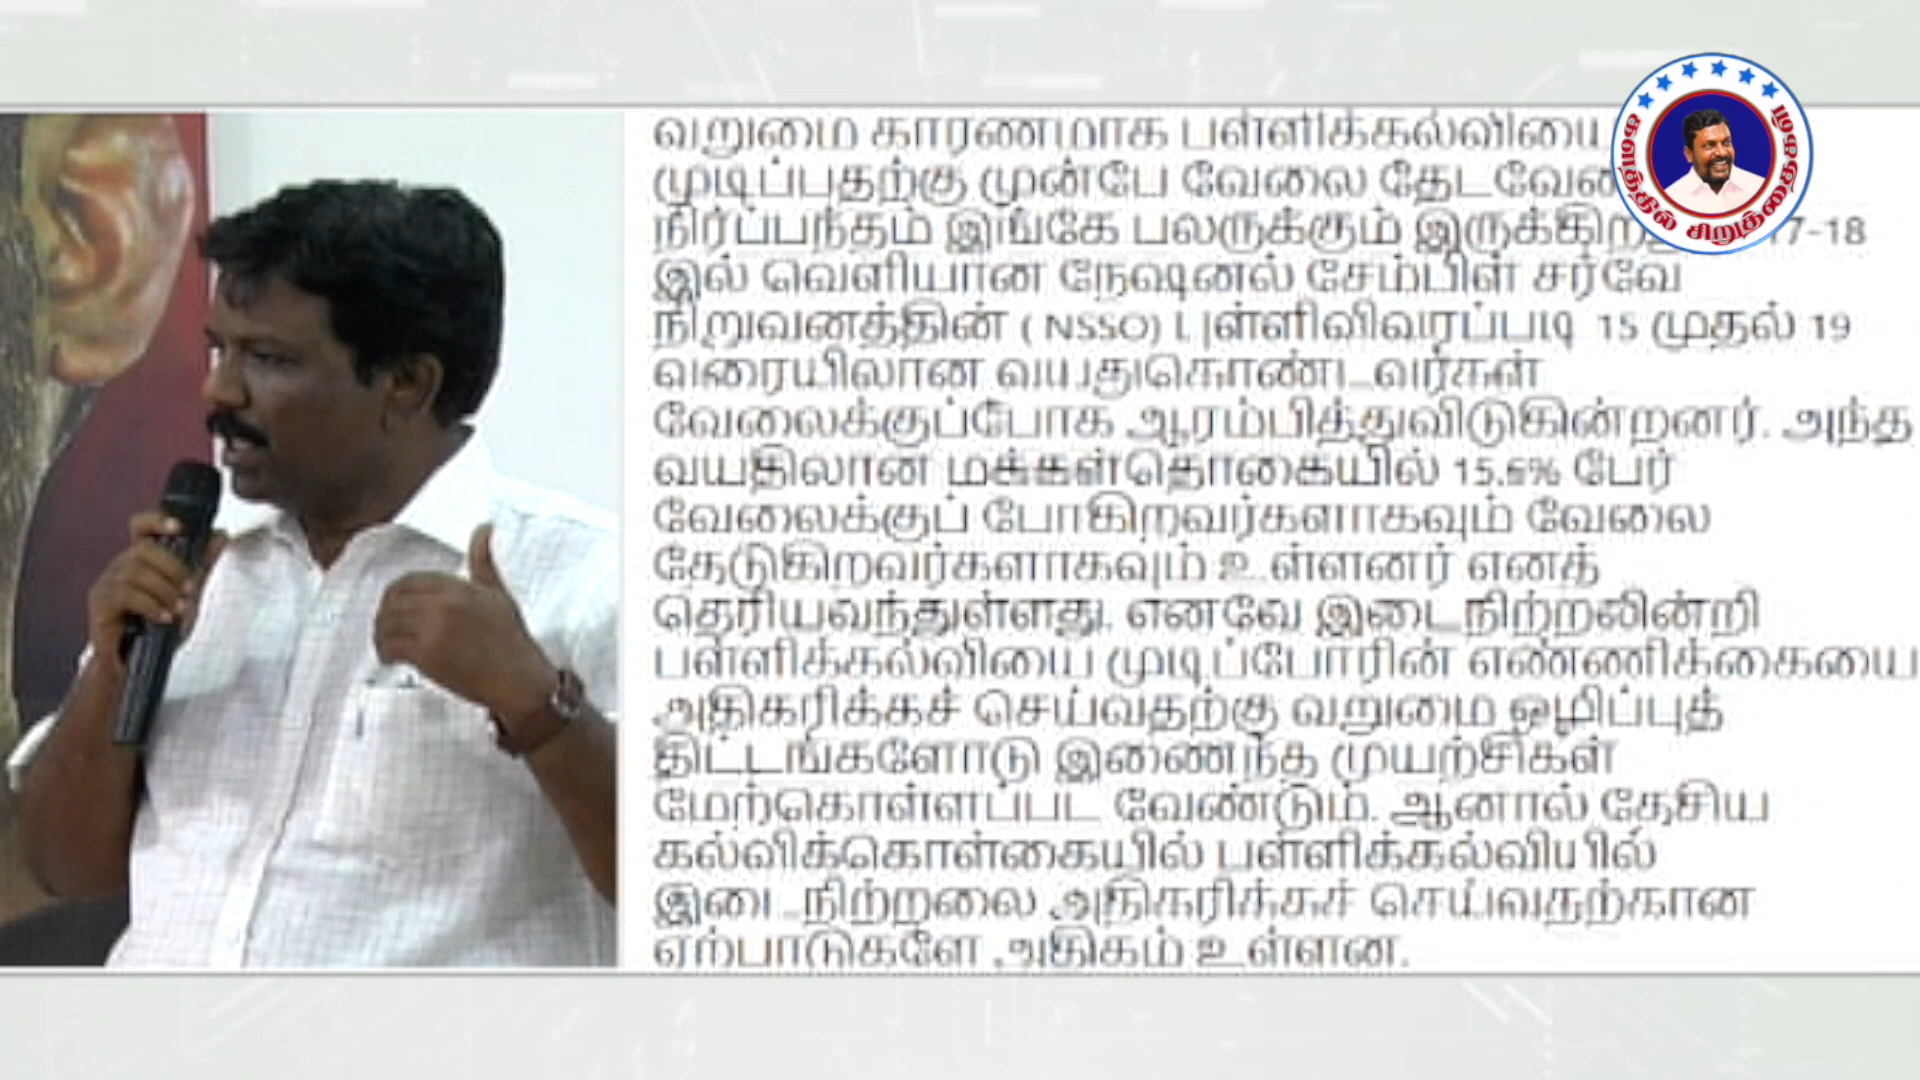 வறுமை காரணமாக பள்ளிக்கல்வியை
முடிப்பதற்கு முன்பே வேலை
நிர்ப்பந்தம் இங்கே பலருக்கும் 17-18
இல் வெளியான நேஷனல் சேம்பிள் சர்வே
நிறுவனத்தின் ( NSSO) 15 முதல் 19
வரையிலான வயதுகொண்டவர்கள்
வேலைக்குப்போக ஆரம்பித்துவிடுகின்றனர். அந்த
வயதிலான மக்கள்தொகையில் 15.6% பேர்
வேலைக்குப் போகிறவர்களாகவும் வேலை
தேடுகிறவர்களாகவும் உள்ளனர் எனத்
தெரியவந்துள்ளது. எனவே இடைநிற்றலின்றி
பள்ளிக்கல்வியை முடிப்போரின் எண்ணிக்கையை
அதிகரிக்கச் செய்வதற்கு வறுமை ஒழிப்புத்
திட்டங்களோடு இணைந்த முயற்சிகள்
மேற்கொள்ளப்பட வேண்டும். ஆனால் தேசிய
கல்விக்கொள்கையில் பள்ளிக்கல்வியில்
இடைநிற்றலை அதிகரிக்கச் செய்வதற்கான
ஏற்பாடுகளே அதிகம் உள்ளன.
சிறுத்தை